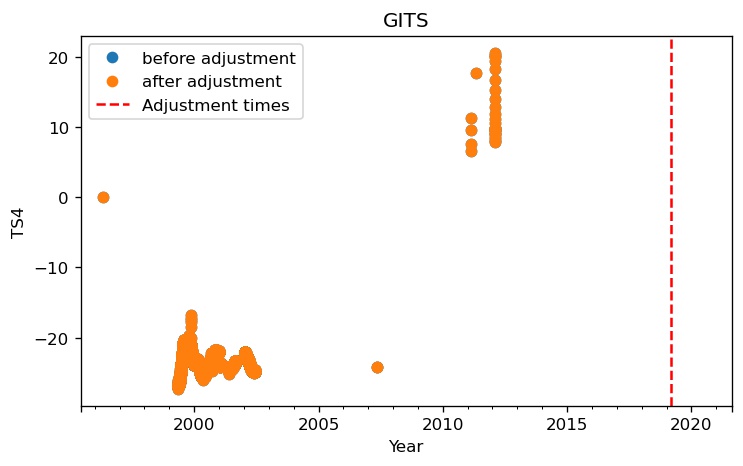 GITS
before adjustment
after adjustment
Adjustment times
20
10
0
−10
−20
TS4
2000 2005 2010 2015 2020
Year